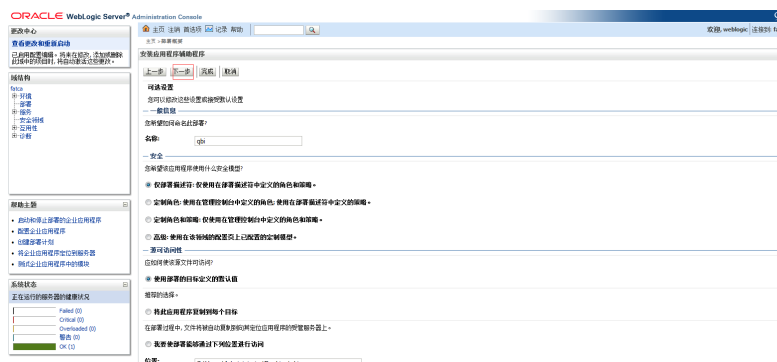 ORACLE WebLogic Server® Administration Console
更改中心
查看更改和重新启动
已启用配置编辑。将来在修改, 添加或删除此域中的项目时, 将自动激活这些更改。
域结构
fatca
环境
部署
服务
安全领域
互用性
诊断
帮助主题
启动和停止部署的企业应用程序
配置企业应用程序
创建部署计划
将企业应用程序定位到服务器
测试企业应用程序中的模块
系统状态
正在运行的服务器的健康状况
Failed (0)
Critical (0)
Overloaded (0)
警告 (0)
OK (1)
主页 注销 首选项 记录 帮助
欢迎, weblogic 连接到: fa
主页 >部署概要
安装应用程序辅助程序
上一步 下一步 完成 取消
可选设置
您可以修改这些设置或接受默认设置
一般信息
您希望如何命名此部署?
名称: qbi
安全
您希望该应用程序使用什么安全模型?
仅部署描述符: 仅使用在部署描述符中定义的角色和策略。
定制角色: 使用在管理控制台中定义的角色; 使用在部署描述符中定义的策略。
定制角色和策略: 仅使用在管理控制台中定义的角色和策略。
高级: 使用在该领域的配置页上已配置的定制模型。
源可访问性
应如何使该源文件可访问?
使用部署的目标定义的默认值
推荐的选择。
将此应用程序复制到每个目标
在部署过程中, 文件将被自动复制到向其定位应用程序的受管服务器上。
我要使部署能够通过下列位置进行访问
位置: